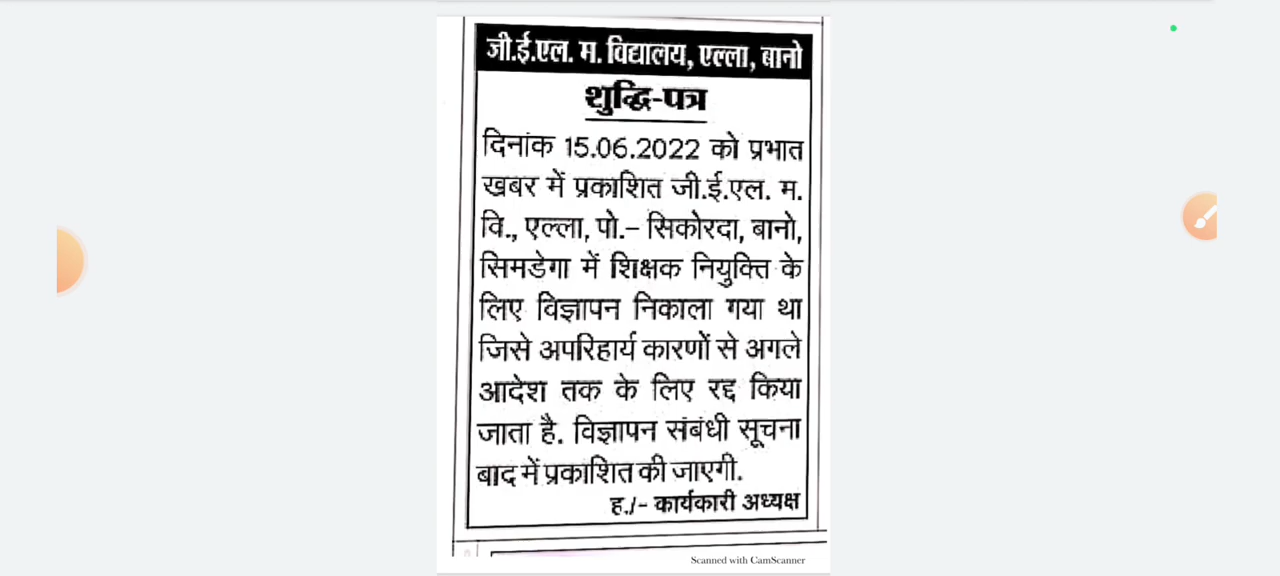 जी.ई.एल. म. विद्यालय, एल्ला, बानो
शुद्धि-पत्र
दिनांक 15.06.2022 को प्रभात
खबर में प्रकाशित जी.ई.एल. म.
वि., एल्ला, पो.– सिकोरदा, बानो,
सिमडेगा में शिक्षक नियुक्ति के
लिए विज्ञापन निकाला गया था
जिसे अपरिहार्य कारणों से अगले
आदेश तक के लिए रद्द किया
जाता है. विज्ञापन संबंधी सूचना
बाद में प्रकाशित की जाएगी.
ह./- कार्यकारी अध्यक्ष
Scanned with CamScanner